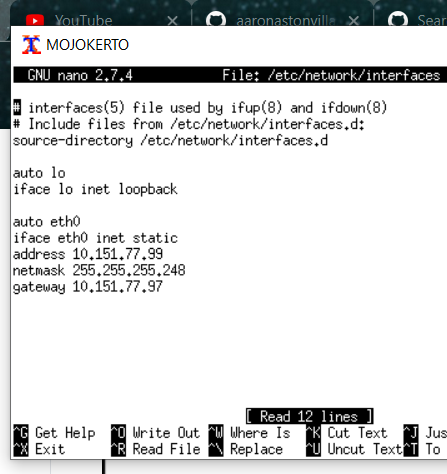 YouTube
aaronastonville
Sear
MOJOKERTO
GNU nano 2.7.4 File: /etc/network/interfaces
# interfaces(5) file used by ifup(8) and ifdown(8)
# Include files from /etc/network/interfaces.d:
source-directory /etc/network/interfaces.d
auto lo
iface lo inet loopback
auto eth0
iface eth0 inet static
address 10.151.77.99
netmask 255.255.255.248
gateway 10.151.77.97
[ Read 12 lines ]
^G Get Help ^O Write Out ^W Where Is ^K Cut Text ^J Jus
^X Exit ^R Read File ^\ Replace ^U Uncut Text ^T To